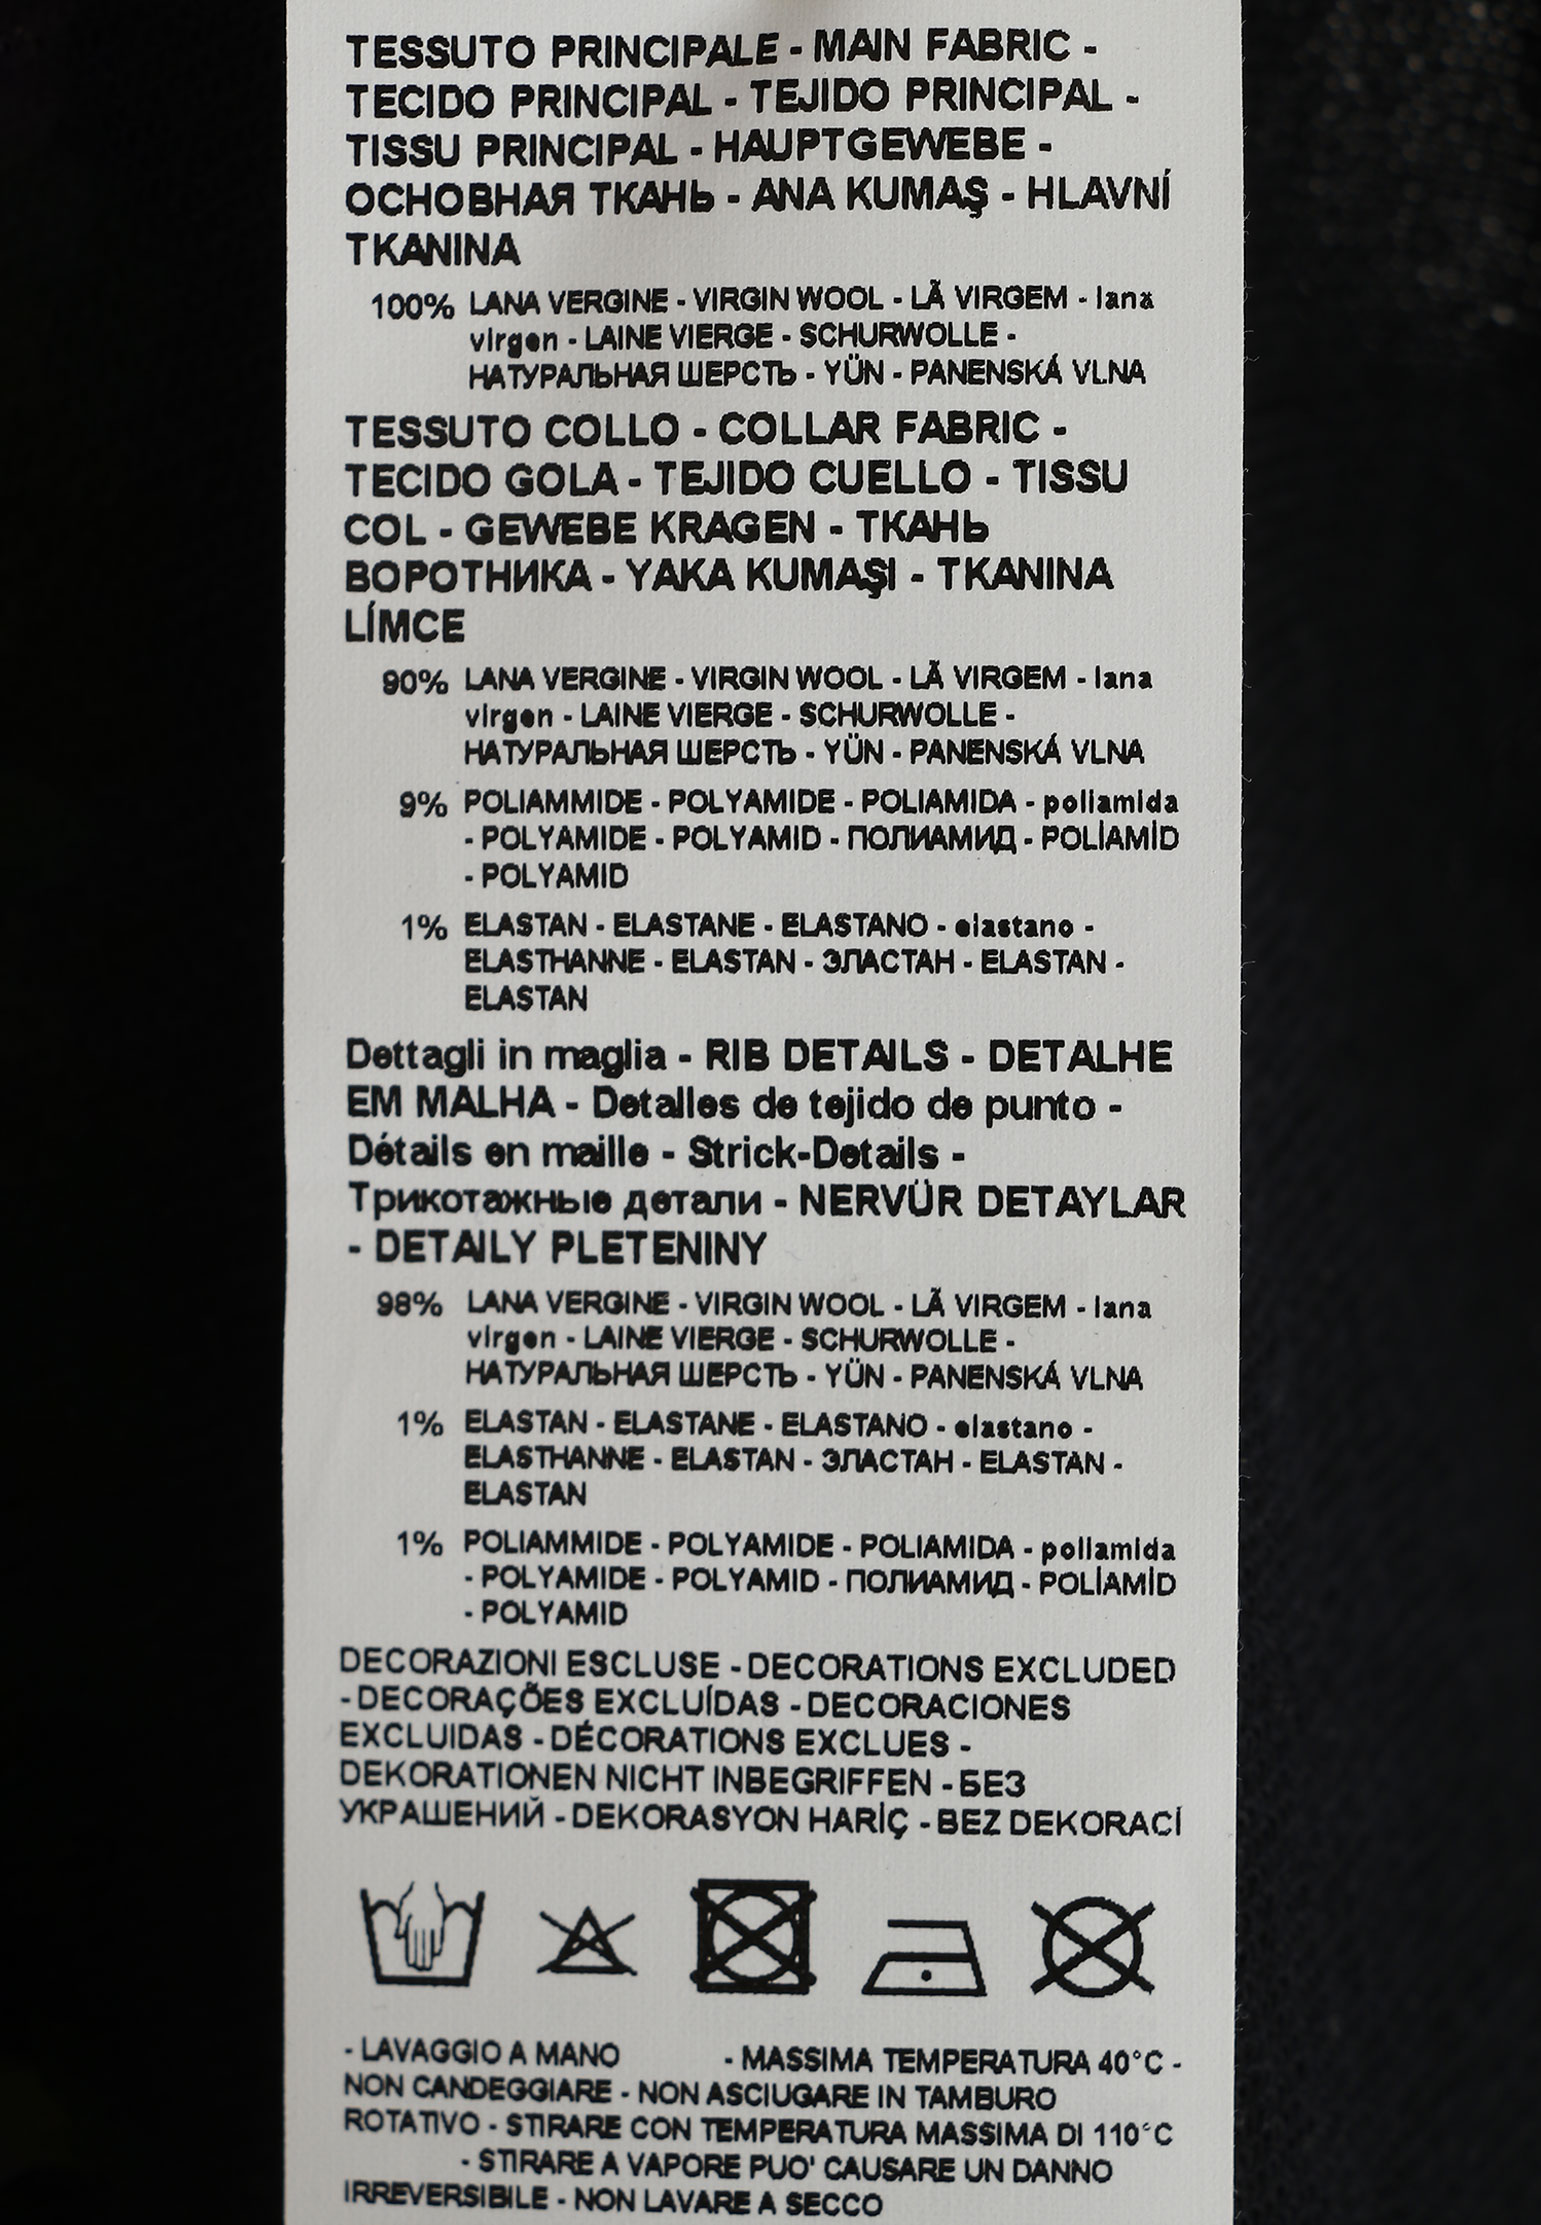 TESSUTO PRINCIPALE - MAIN FABRIC -
TECIDO PRINCIPAL - TEJIDO PRINCIPAL -
TISSU PRINCIPAL - HAUPTGEWEBE -
ОСНОВНАЯ ТКАНЬ - ANA KUMAŞ - HLAVNÍ
TKANINA
100% LANA VERGINE - VIRGIN WOOL - LÃ VIRGEM - lana
virgen - LAINE VIERGE - SCHURWOLLE -
НАТУРАЛЬНАЯ ШЕРСТЬ - YÜN - PANENSKÁ VLNA
TESSUTO COLLO - COLLAR FABRIC -
TECIDO GOLA - TEJIDO CUELLO - TISSU
COL - GEWEBE KRAGEN - ТКАНЬ
ВОРОТНИКА - YAKA KUMAŞI - TKANINA
LÍMCE
90% LANA VERGINE - VIRGIN WOOL - LÃ VIRGEM - lana
virgen - LAINE VIERGE - SCHURWOLLE -
НАТУРАЛЬНАЯ ШЕРСТЬ - YÜN - PANENSKÁ VLNA
9% POLIAMMIDE - POLYAMIDE - POLIAMIDA - poliamida
- POLYAMIDE - POLYAMID - ПОЛИАМИД - POLİAMİD
- POLYAMID
1% ELASTAN - ELASTANE - ELASTANO - elastano -
ELASTHANNE - ELASTAN - ЭЛАСТАН - ELASTAN -
ELASTAN
Dettagli in maglia - RIB DETAILS - DETALHE
EM MALHA - Detalles de tejido de punto -
Détails en maille - Strick-Details -
Трикотажные детали - NERVÜR DETAYLAR
- DETAILY PLETENINY
98% LANA VERGINE - VIRGIN WOOL - LÃ VIRGEM - lana
virgen - LAINE VIERGE - SCHURWOLLE -
НАТУРАЛЬНАЯ ШЕРСТЬ - YÜN - PANENSKÁ VLNA
1% ELASTAN - ELASTANE - ELASTANO - elastano -
ELASTHANNE - ELASTAN - ЭЛАСТАН - ELASTAN -
ELASTAN
1% POLIAMMIDE - POLYAMIDE - POLIAMIDA - poliamida
- POLYAMIDE - POLYAMID - ПОЛИАМИД - POLİAMİD
- POLYAMID
DECORAZIONI ESCLUSE - DECORATIONS EXCLUDED
- DECORAÇÕES EXCLUÍDAS - DECORACIONES
EXCLUIDAS - DÉCORATIONS EXCLUES -
DEKORATIONEN NICHT INBEGRIFFEN - БЕЗ
УКРАШЕНИЙ - DEKORASYON HARİÇ - BEZ DEKORACÍ
- LAVAGGIO A MANO - MASSIMA TEMPERATURA 40°C -
NON CANDEGGIARE - NON ASCIUGARE IN TAMBURO
ROTATIVO - STIRARE CON TEMPERATURA MASSIMA DI 110°C
- STIRARE A VAPORE PUO' CAUSARE UN DANNO
IRREVERSIBILE - NON LAVARE A SECCO